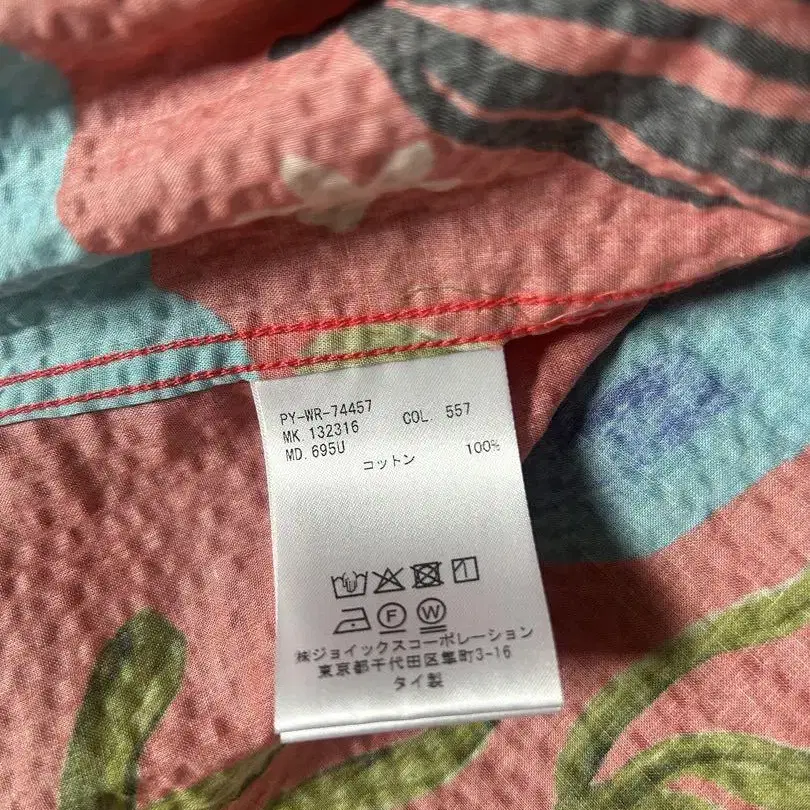 PY-WR-74457
MK. 132316 COL. 557
MD. 695U
コットン 100%
F W
㈱ジョイックスコーポレーション
東京都千代田区隼町3-16
タイ製